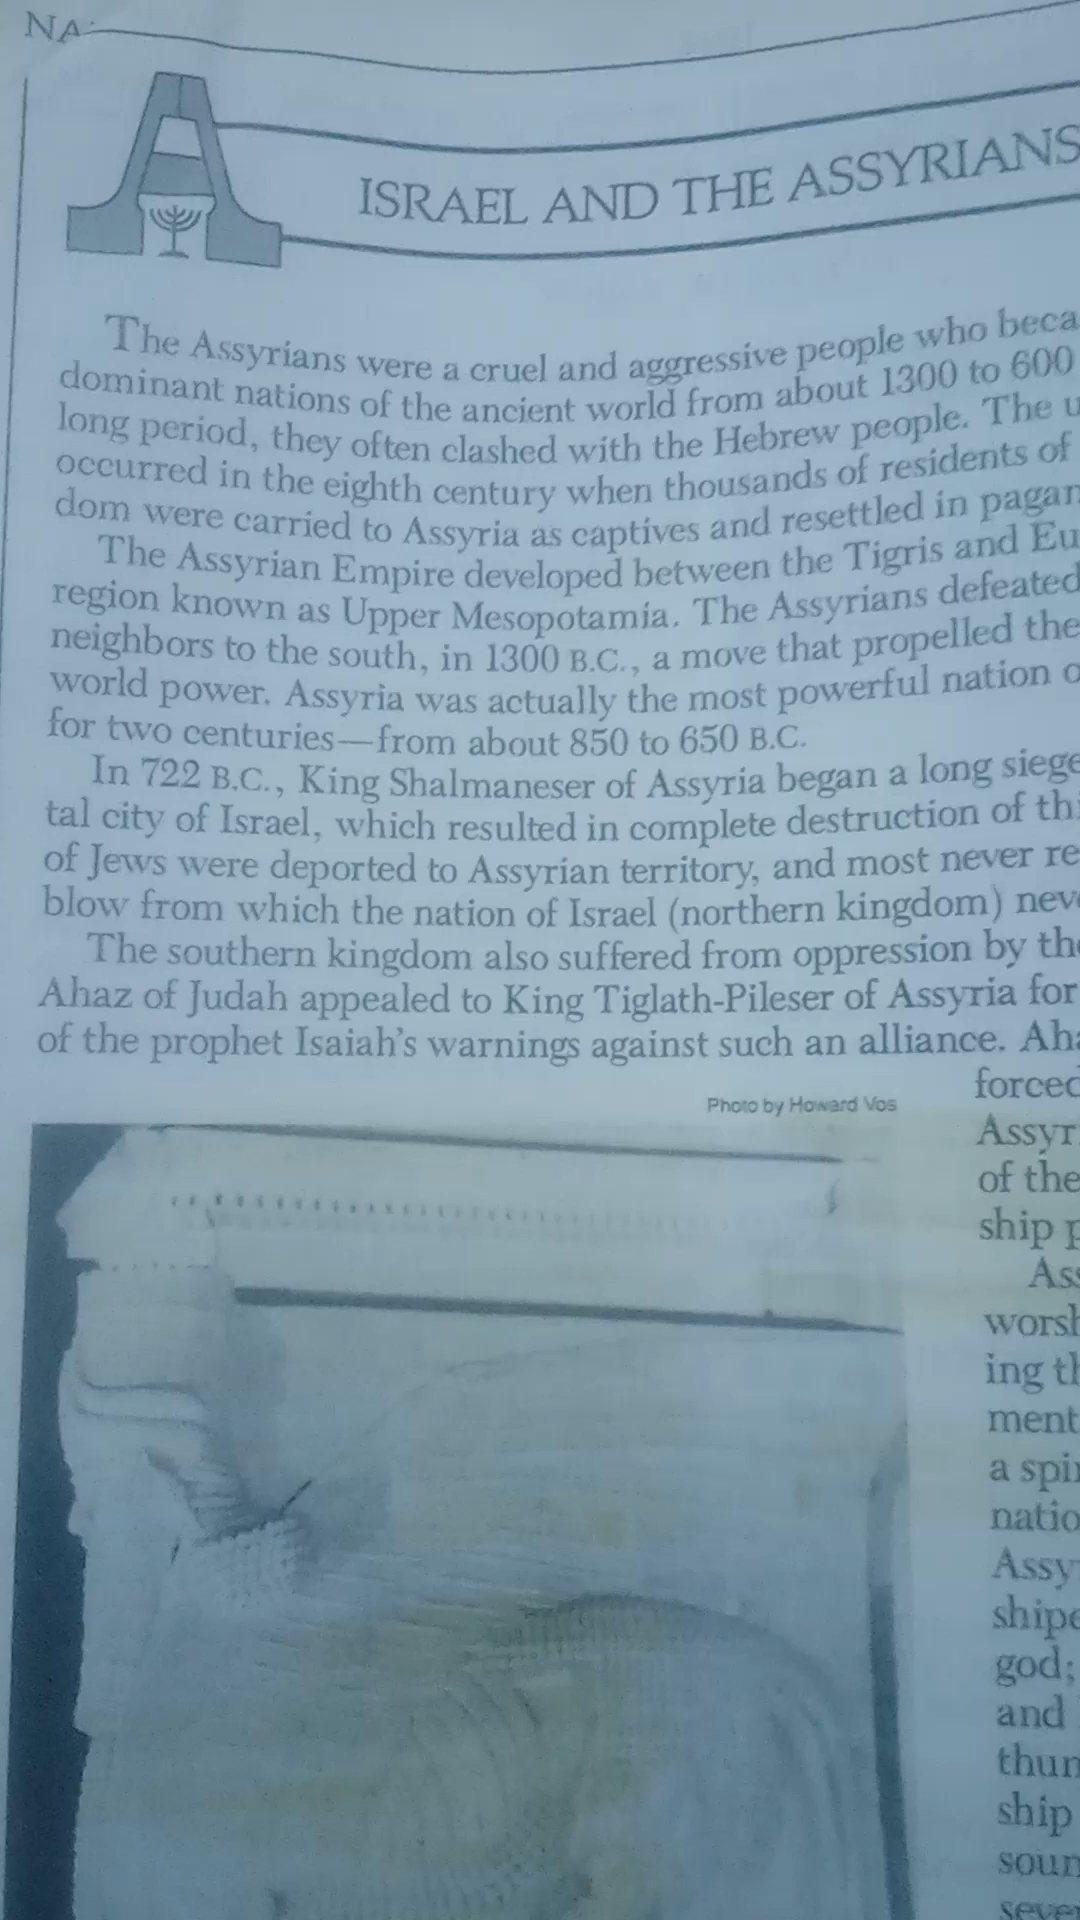 NA
ISRAEL AND THE ASSYRIANS
The Assyrians were a cruel and aggressive people who beca
dominant nations of the ancient world from about 1300 to 600
long period, they often clashed with the Hebrew people. The u
occurred in the eighth century when thousands of residents of
dom were carried to Assyria as captives and resettled in pagan
The Assyrian Empire developed between the Tigris and Eu
region known as Upper Mesopotamia. The Assyrians defeated
neighbors to the south, in 1300 B.C., a move that propelled the
world power. Assyria was actually the most powerful nation o
for two centuries—from about 850 to 650 B.C.
In 722 B.C., King Shalmaneser of Assyria began a long siege
tal city of Israel, which resulted in complete destruction of thi
of Jews were deported to Assyrian territory, and most never re
blow from which the nation of Israel (northern kingdom) neve
The southern kingdom also suffered from oppression by the
Ahaz of Judah appealed to King Tiglath-Pileser of Assyria for
of the prophet Isaiah's warnings against such an alliance. Aha
forced
Photo by Howard Vos
Assyr
of the
ship p
Ass
worsh
ing th
ment
a spir
natio
Assy
shipe
god;
and
thun
ship
soun
sever